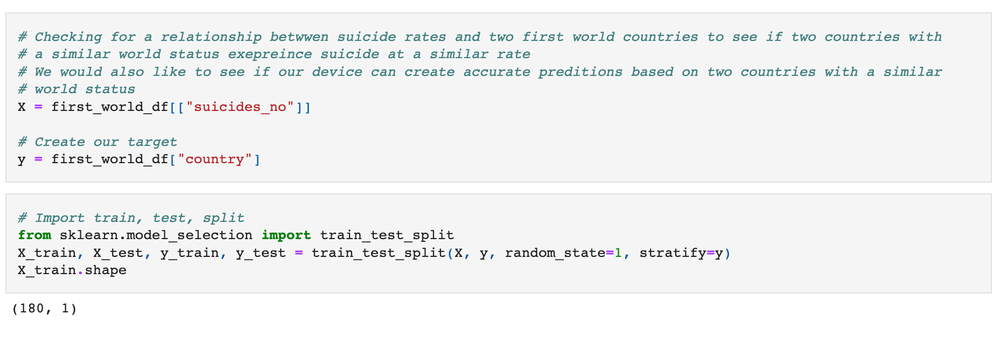 # Checking for a relationship betwwen suicide rates and two first world countries to see if two countries with
# a similar world status exepreince suicide at a similar rate
# We would also like to see if our device can create accurate preditions based on two countries with a similar
# world status
X = first_world_df[["suicides_no"]]
# Create our target
y = first_world_df["country"]
# Import train, test, split
from sklearn.model_selection import train_test_split
X_train, X_test, y_train, y_test = train_test_split(X, y, random_state=1, stratify=y)
X_train.shape
(180, 1)